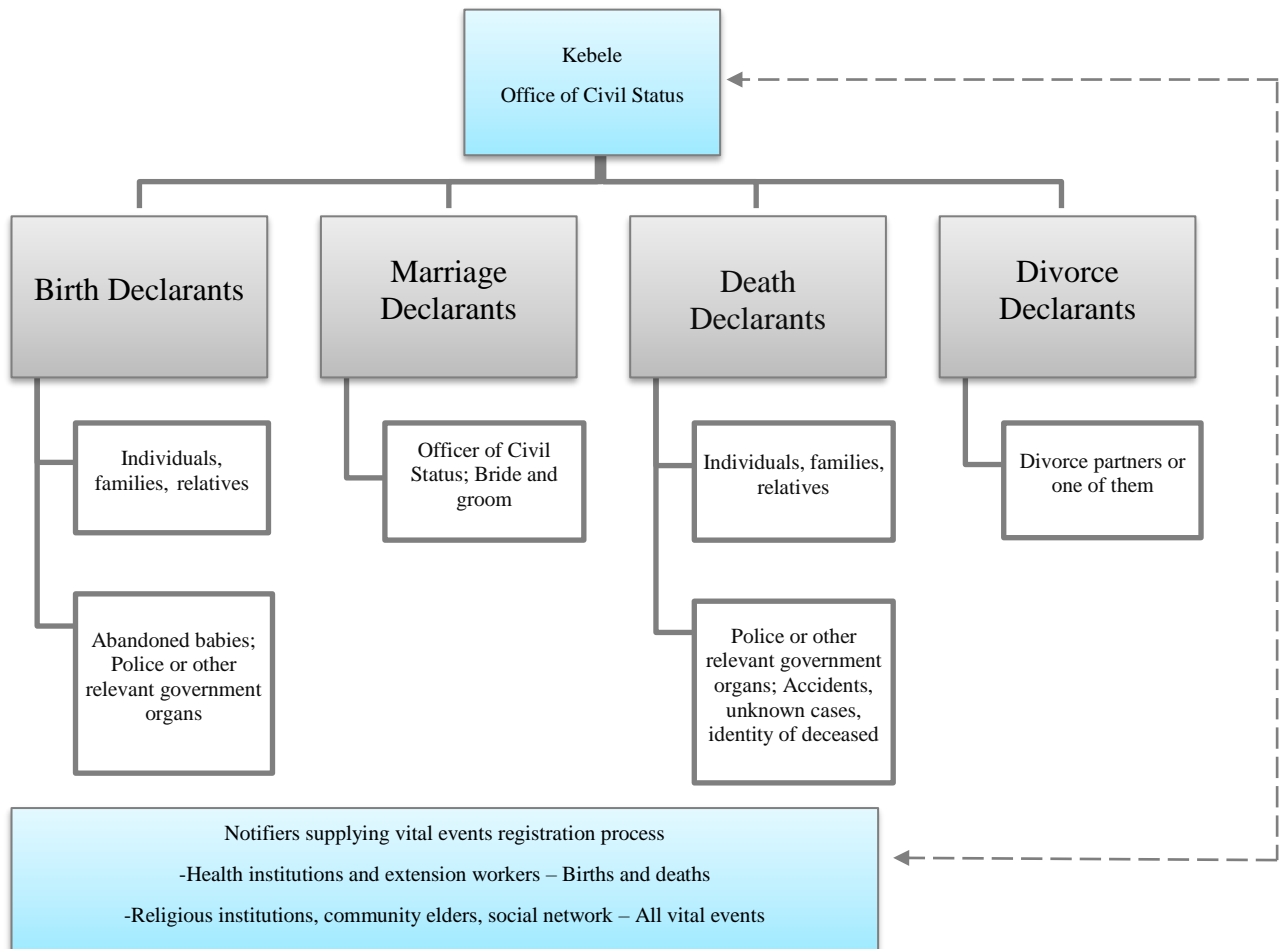 Kebele
Office of Civil Status
Birth Declarants
Marriage
Declarants
Death
Declarants
Divorce
Declarants
Individuals,
families, relatives
Officer of Civil
Status; Bride and
groom
Individuals, families,
relatives
Divorce partners or
one of them
Abandoned babies;
Police or other
relevant government
organs
Police or other
relevant government
organs; Accidents,
unknown cases,
identity of deceased
Notifiers supplying vital events registration process
-Health institutions and extension workers – Births and deaths
-Religious institutions, community elders, social network – All vital events